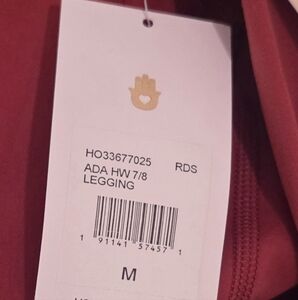 HO33677025 RDS
ADA HW 7/8
LEGGING
1 91141 57457 1
M